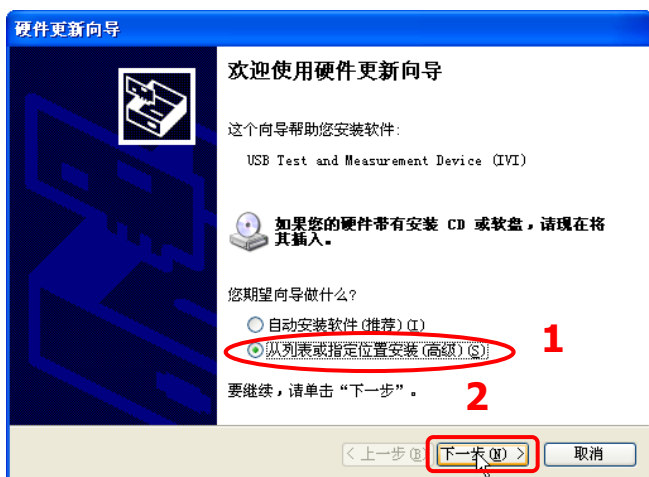 硬件更新向导
欢迎使用硬件更新向导
这个向导帮助您安装软件:
USB Test and Measurement Device (IVI)
如果您的硬件带有安装 CD 或软盘，请现在将
其插入。
您期望向导做什么?
自动安装软件(推荐)(I)
从列表或指定位置安装(高级)(S)
1
要继续，请单击“下一步”。
2
< 上一步(B)
下一步(N) >
取消